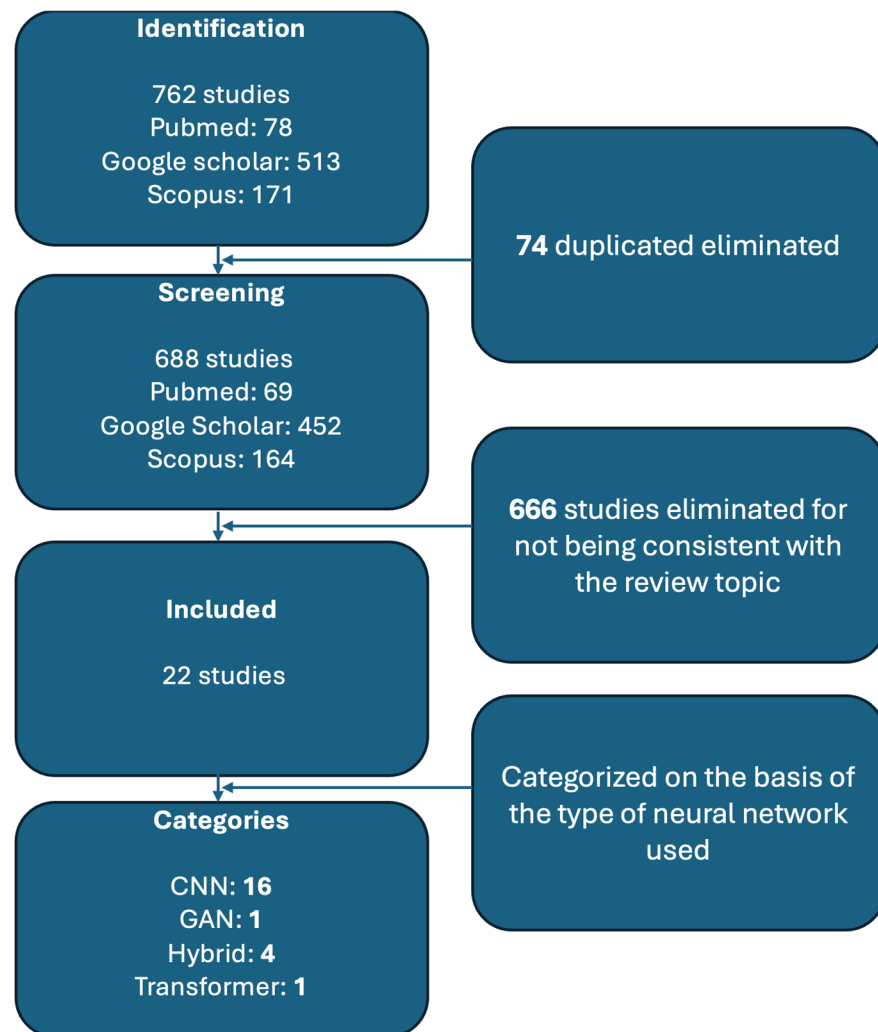 Identification
762 studies
Pubmed: 78
Google scholar: 513
Scopus: 171
74 duplicated eliminated
Screening
688 studies
Pubmed: 69
Google Scholar: 452
Scopus: 164
666 studies eliminated for
not being consistent with
the review topic
Included
22 studies
Categorized on the basis of
the type of neural network
used
Categories
CNN: 16
GAN: 1
Hybrid: 4
Transformer: 1